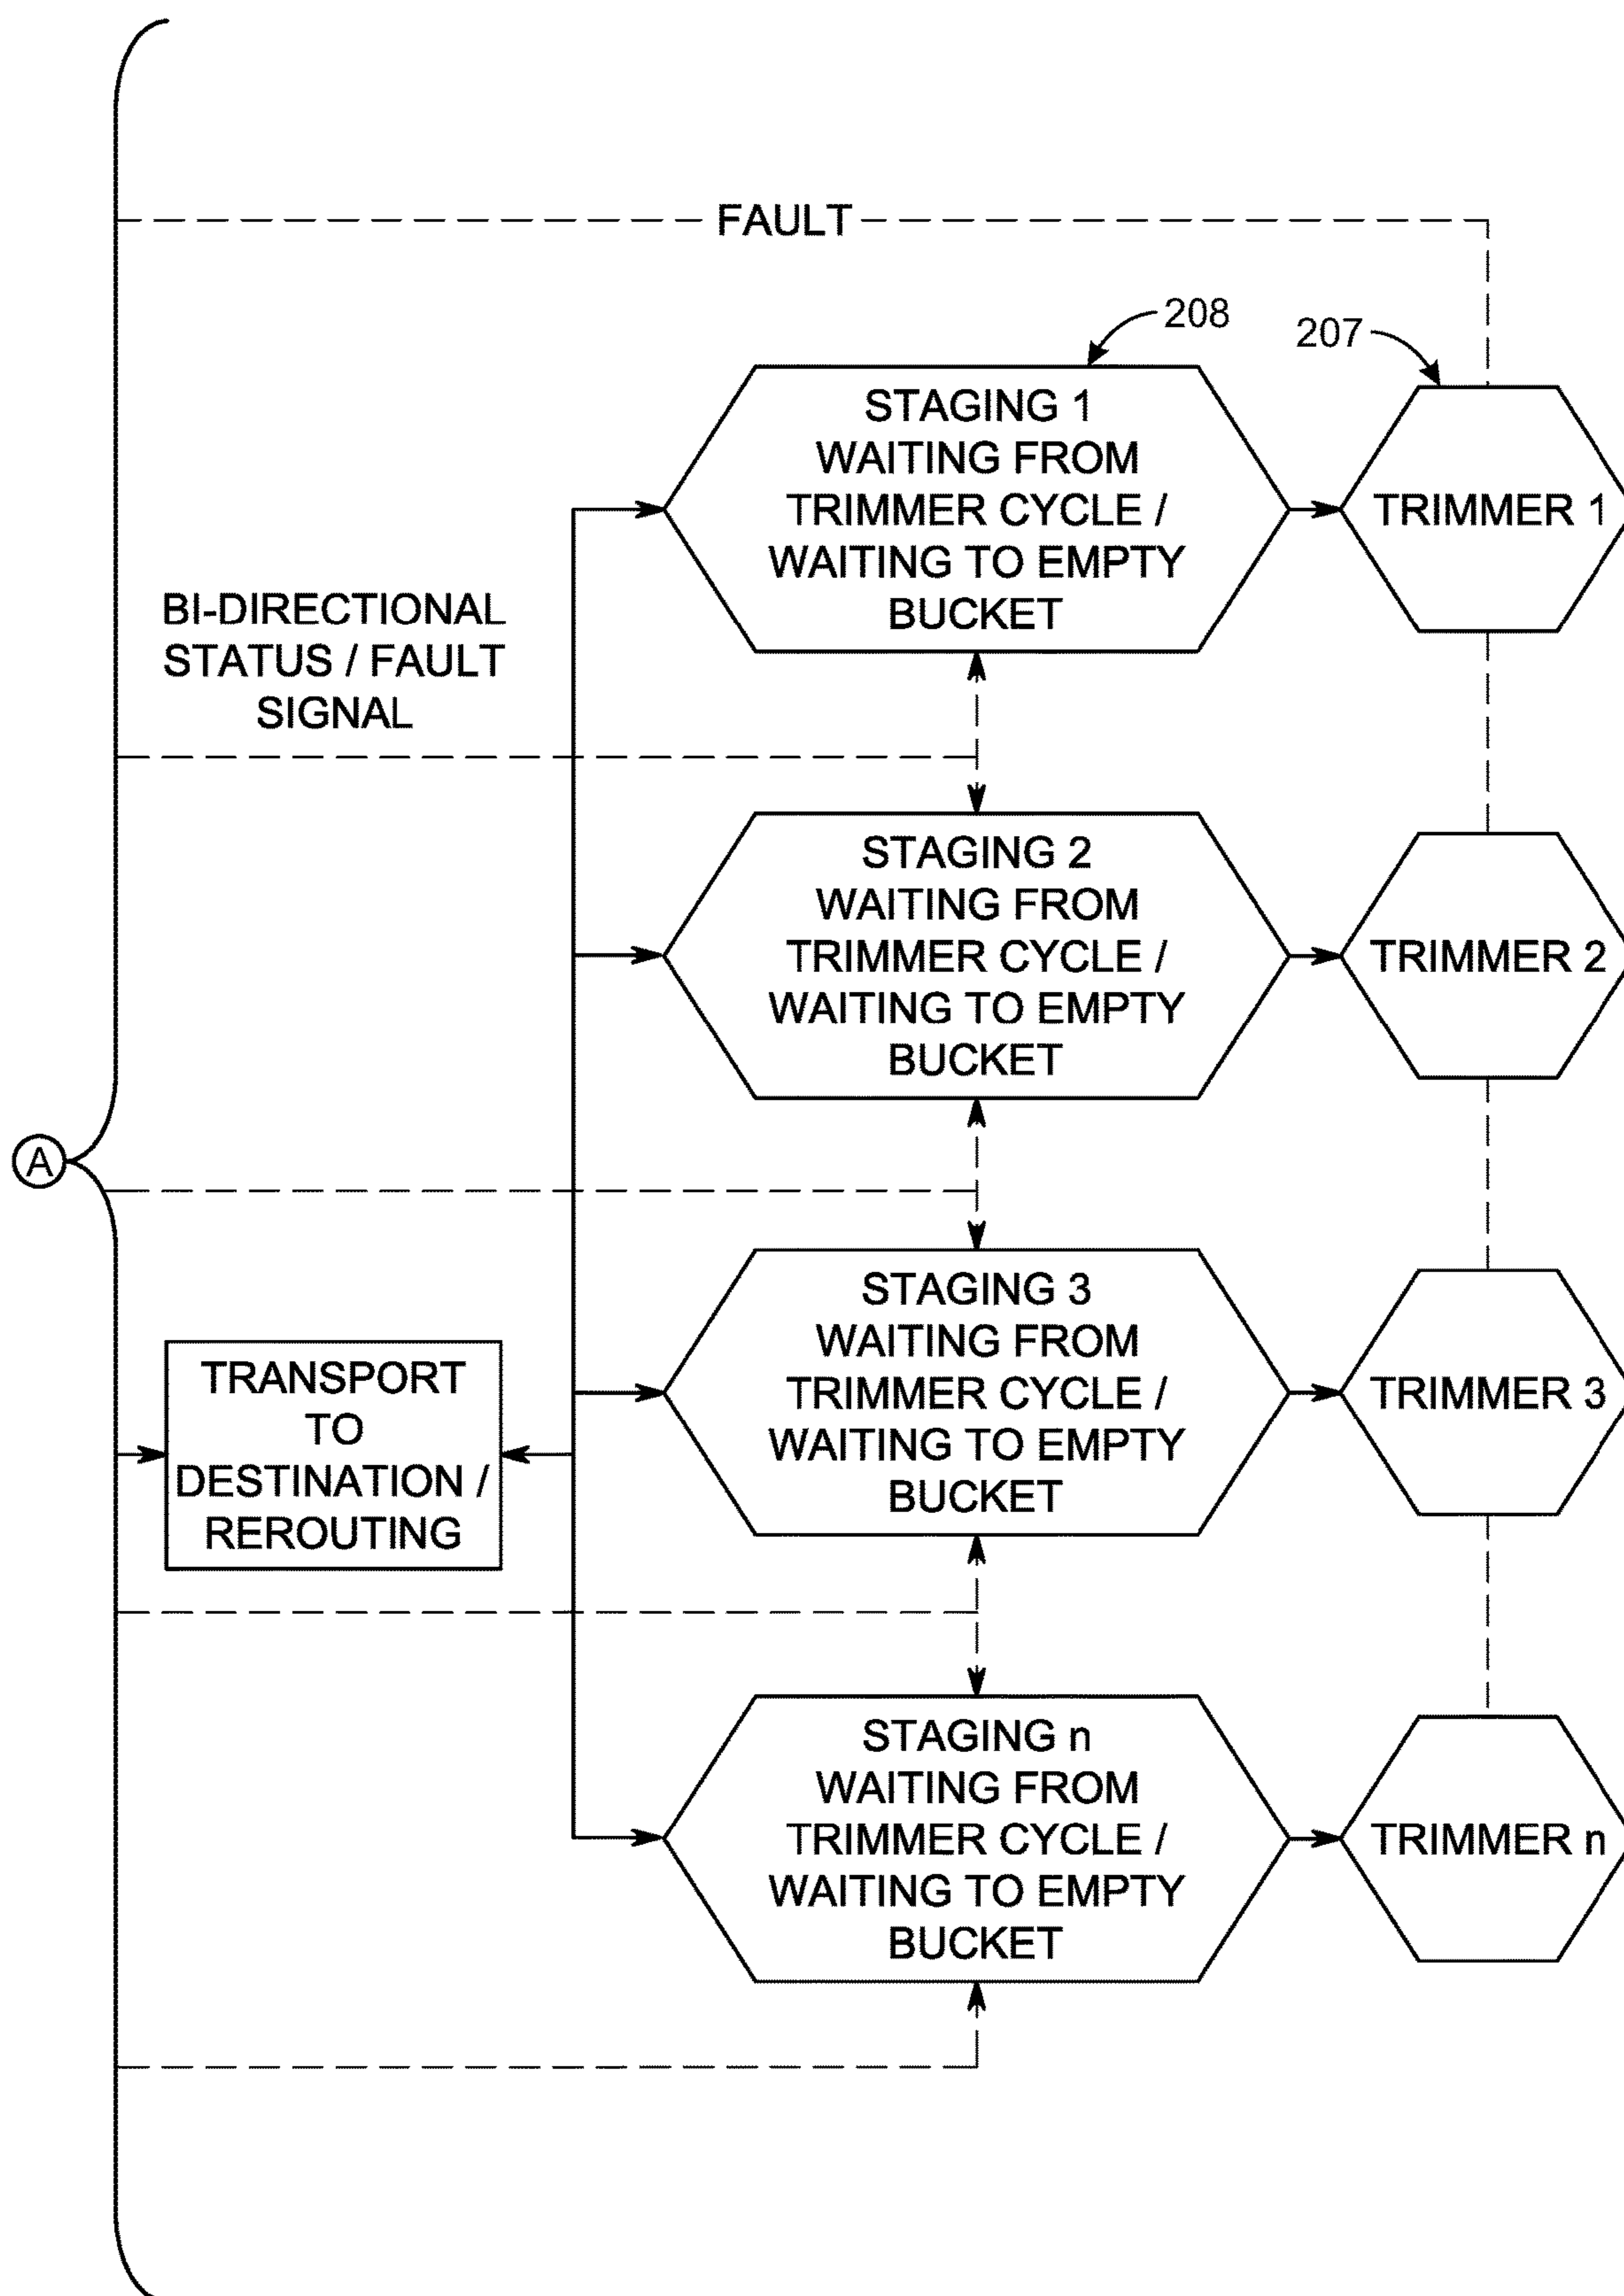 FAULT
208
207
STAGING 1
WAITING FROM
TRIMMER CYCLE /
WAITING TO EMPTY
BUCKET
TRIMMER 1
BI-DIRECTIONAL
STATUS / FAULT
SIGNAL
STAGING 2
WAITING FROM
TRIMMER CYCLE /
WAITING TO EMPTY
BUCKET
TRIMMER 2
A
STAGING 3
WAITING FROM
TRIMMER CYCLE /
WAITING TO EMPTY
BUCKET
TRIMMER 3
TRANSPORT
TO
DESTINATION /
REROUTING
STAGING n
WAITING FROM
TRIMMER CYCLE /
WAITING TO EMPTY
BUCKET
TRIMMER n